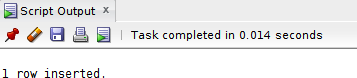 Script Output x
Task completed in 0.014 seconds
1 row inserted.